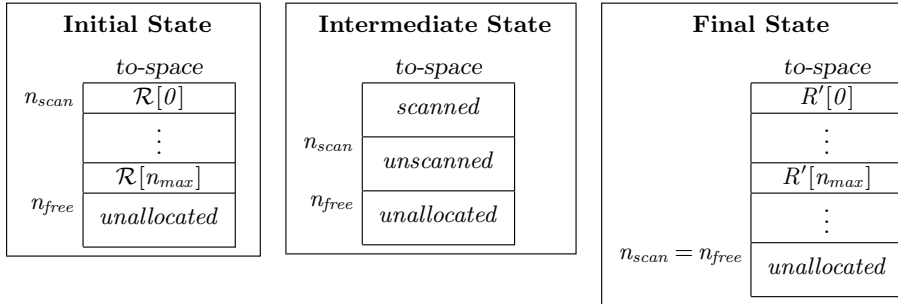 Initial State
to-space
n_scan
R[0]
⋮
R[n_max]
n_free
unallocated
Intermediate State
to-space
scanned
n_scan
unscanned
n_free
unallocated
Final State
to-space
R′[0]
⋮
R′[n_max]
⋮
n_scan = n_free
unallocated